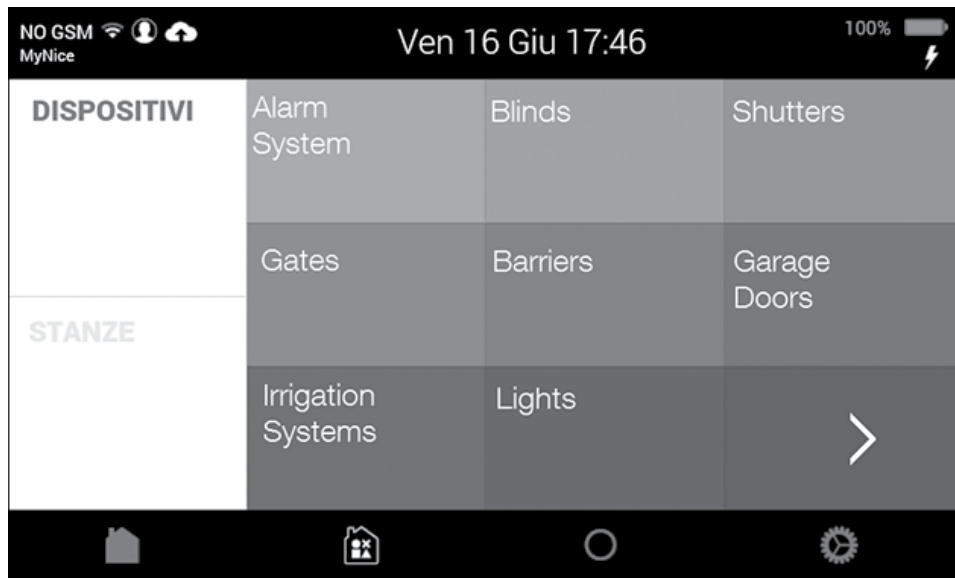 NO GSM
MyNice
Ven 16 Giu 17:46
100%
DISPOSITIVI
STANZE
Alarm
System
Blinds
Shutters
Gates
Barriers
Garage
Doors
Irrigation
Systems
Lights